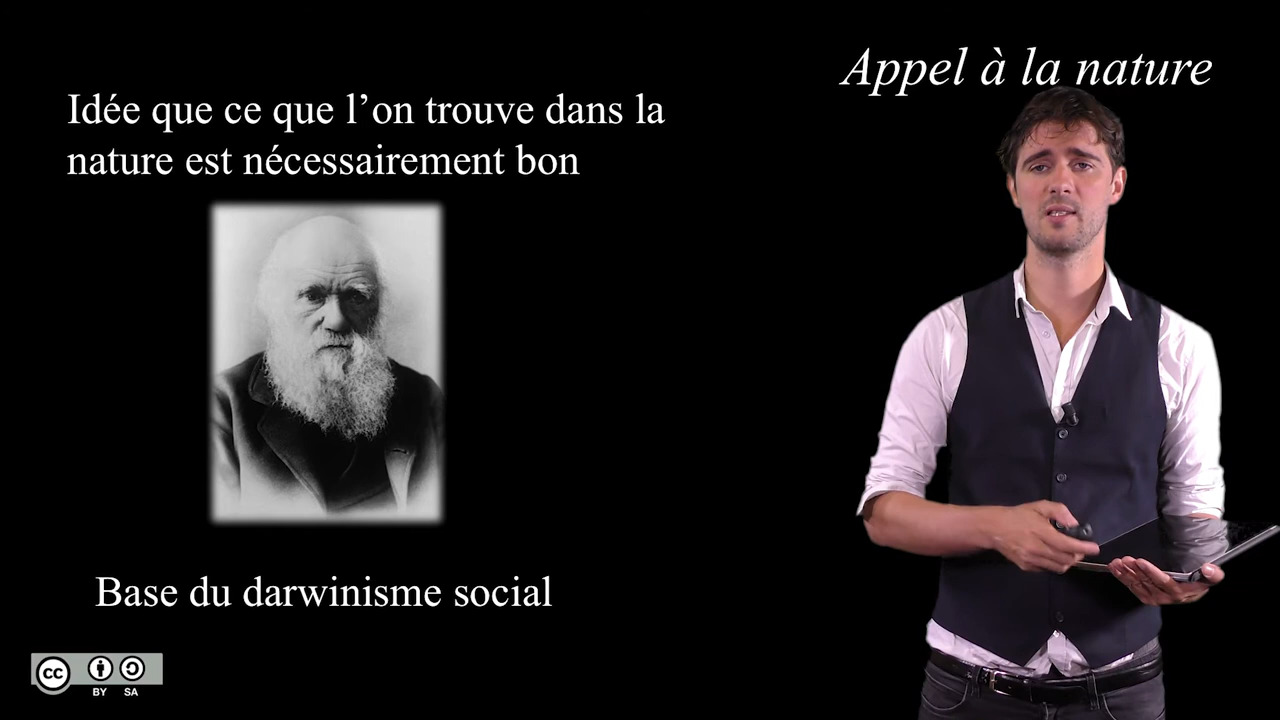 Appel à la nature
Idée que ce que l’on trouve dans la
nature est nécessairement bon
Base du darwinisme social
cc
BY SA